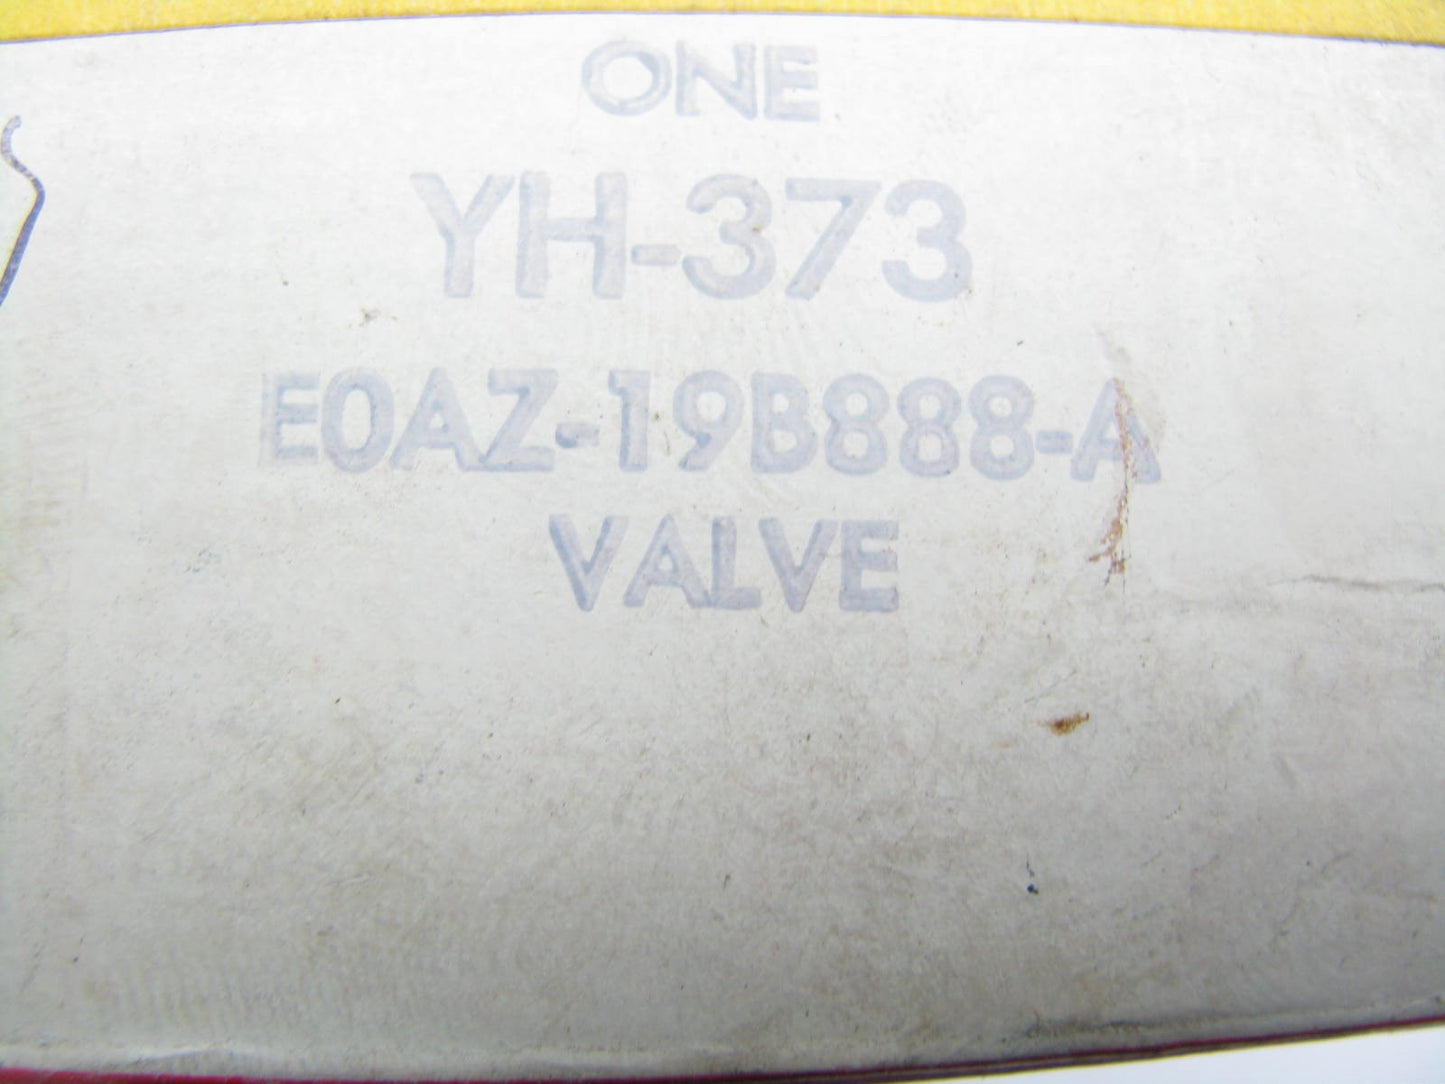 ONE
YH-373
E0AZ-19B888-A
VALVE